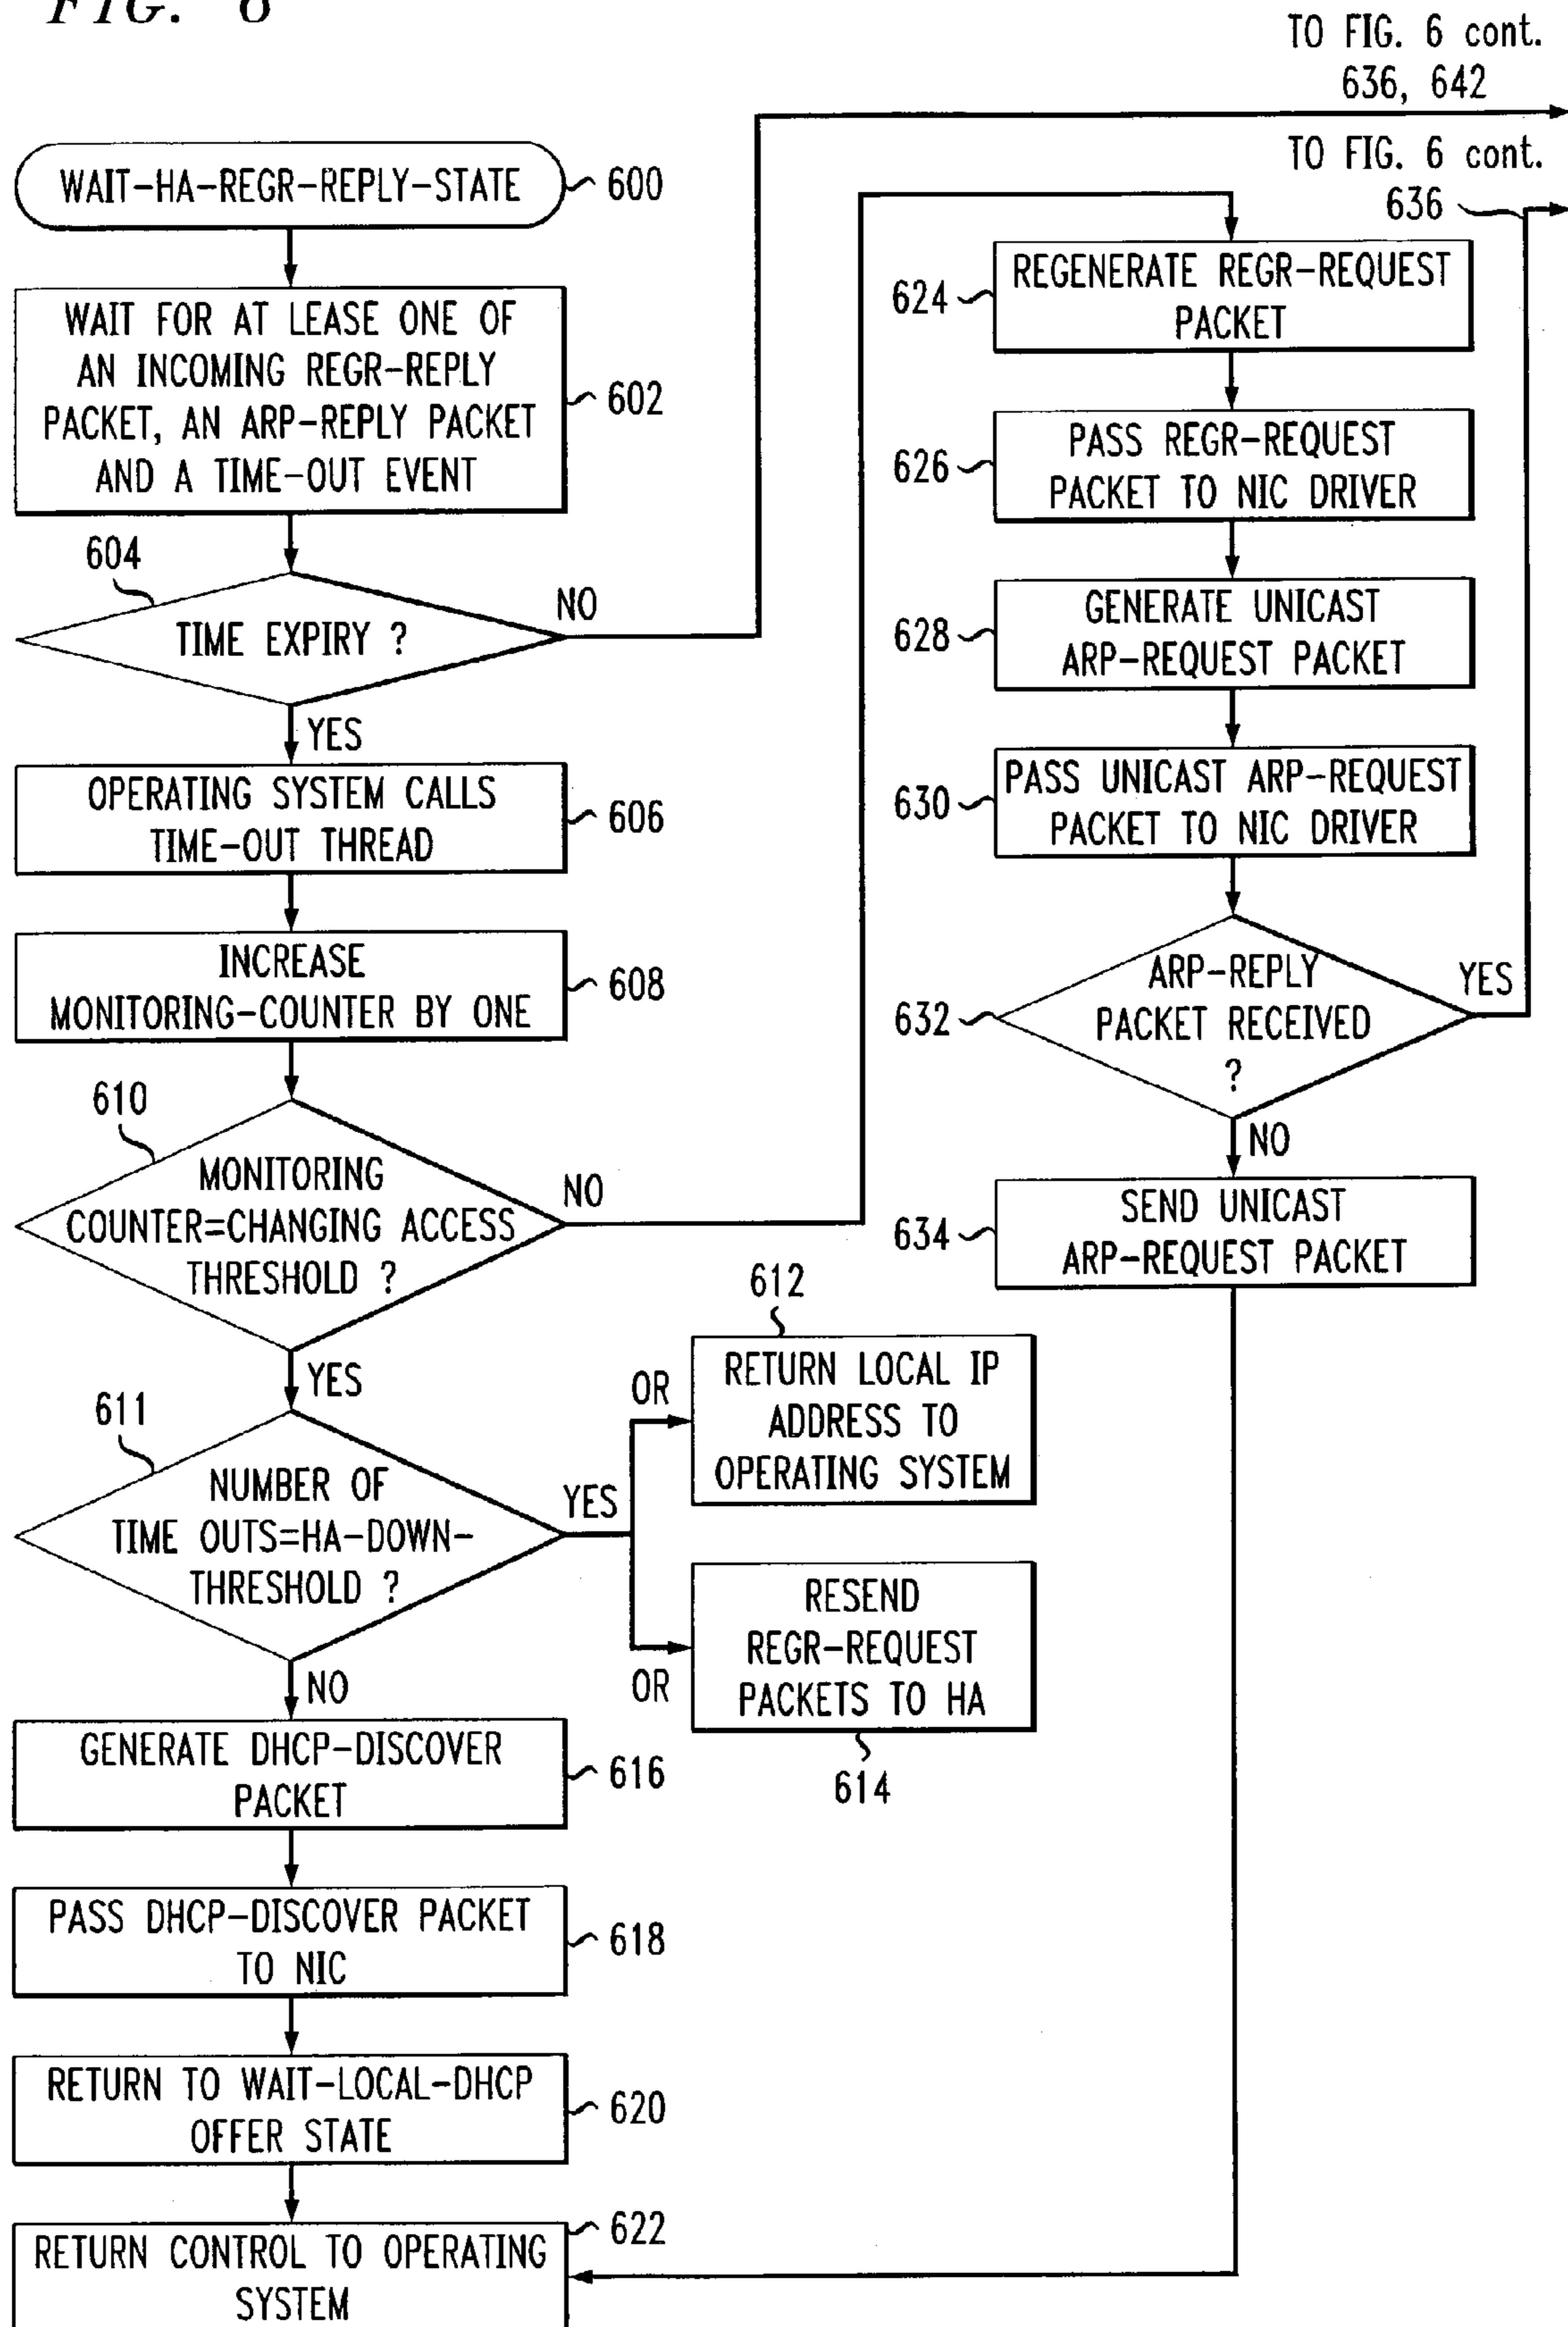 FIG. 6
TO FIG. 6 cont.
636, 642
TO FIG. 6 cont.
636
WAIT-HA-REGR-REPLY-STATE
600
WAIT FOR AT LEASE ONE OF
AN INCOMING REGR-REPLY
PACKET, AN ARP-REPLY PACKET
AND A TIME-OUT EVENT
602
604
TIME EXPIRY ?
NO
YES
OPERATING SYSTEM CALLS
TIME-OUT THREAD
606
INCREASE
MONITORING-COUNTER BY ONE
608
610
MONITORING
COUNTER=CHANGING ACCESS
THRESHOLD ?
NO
YES
611
NUMBER OF
TIME OUTS=HA-DOWN-
THRESHOLD ?
YES
NO
OR
612
RETURN LOCAL IP
ADDRESS TO
OPERATING SYSTEM
OR
RESEND
REGR-REQUEST
PACKETS TO HA
614
GENERATE DHCP-DISCOVER
PACKET
616
PASS DHCP-DISCOVER PACKET
TO NIC
618
RETURN TO WAIT-LOCAL-DHCP
OFFER STATE
620
RETURN CONTROL TO OPERATING
SYSTEM
622
624
REGENERATE REGR-REQUEST
PACKET
626
PASS REGR-REQUEST
PACKET TO NIC DRIVER
628
GENERATE UNICAST
ARP-REQUEST PACKET
630
PASS UNICAST ARP-REQUEST
PACKET TO NIC DRIVER
632
ARP-REPLY
PACKET RECEIVED
?
YES
NO
634
SEND UNICAST
ARP-REQUEST PACKET